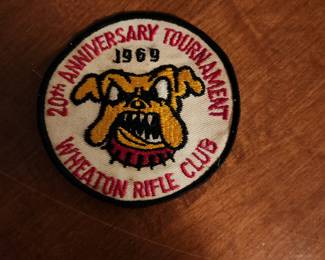 20th ANNIVERSARY TOURNAMENT
1969
WHEATON RIFLE CLUB